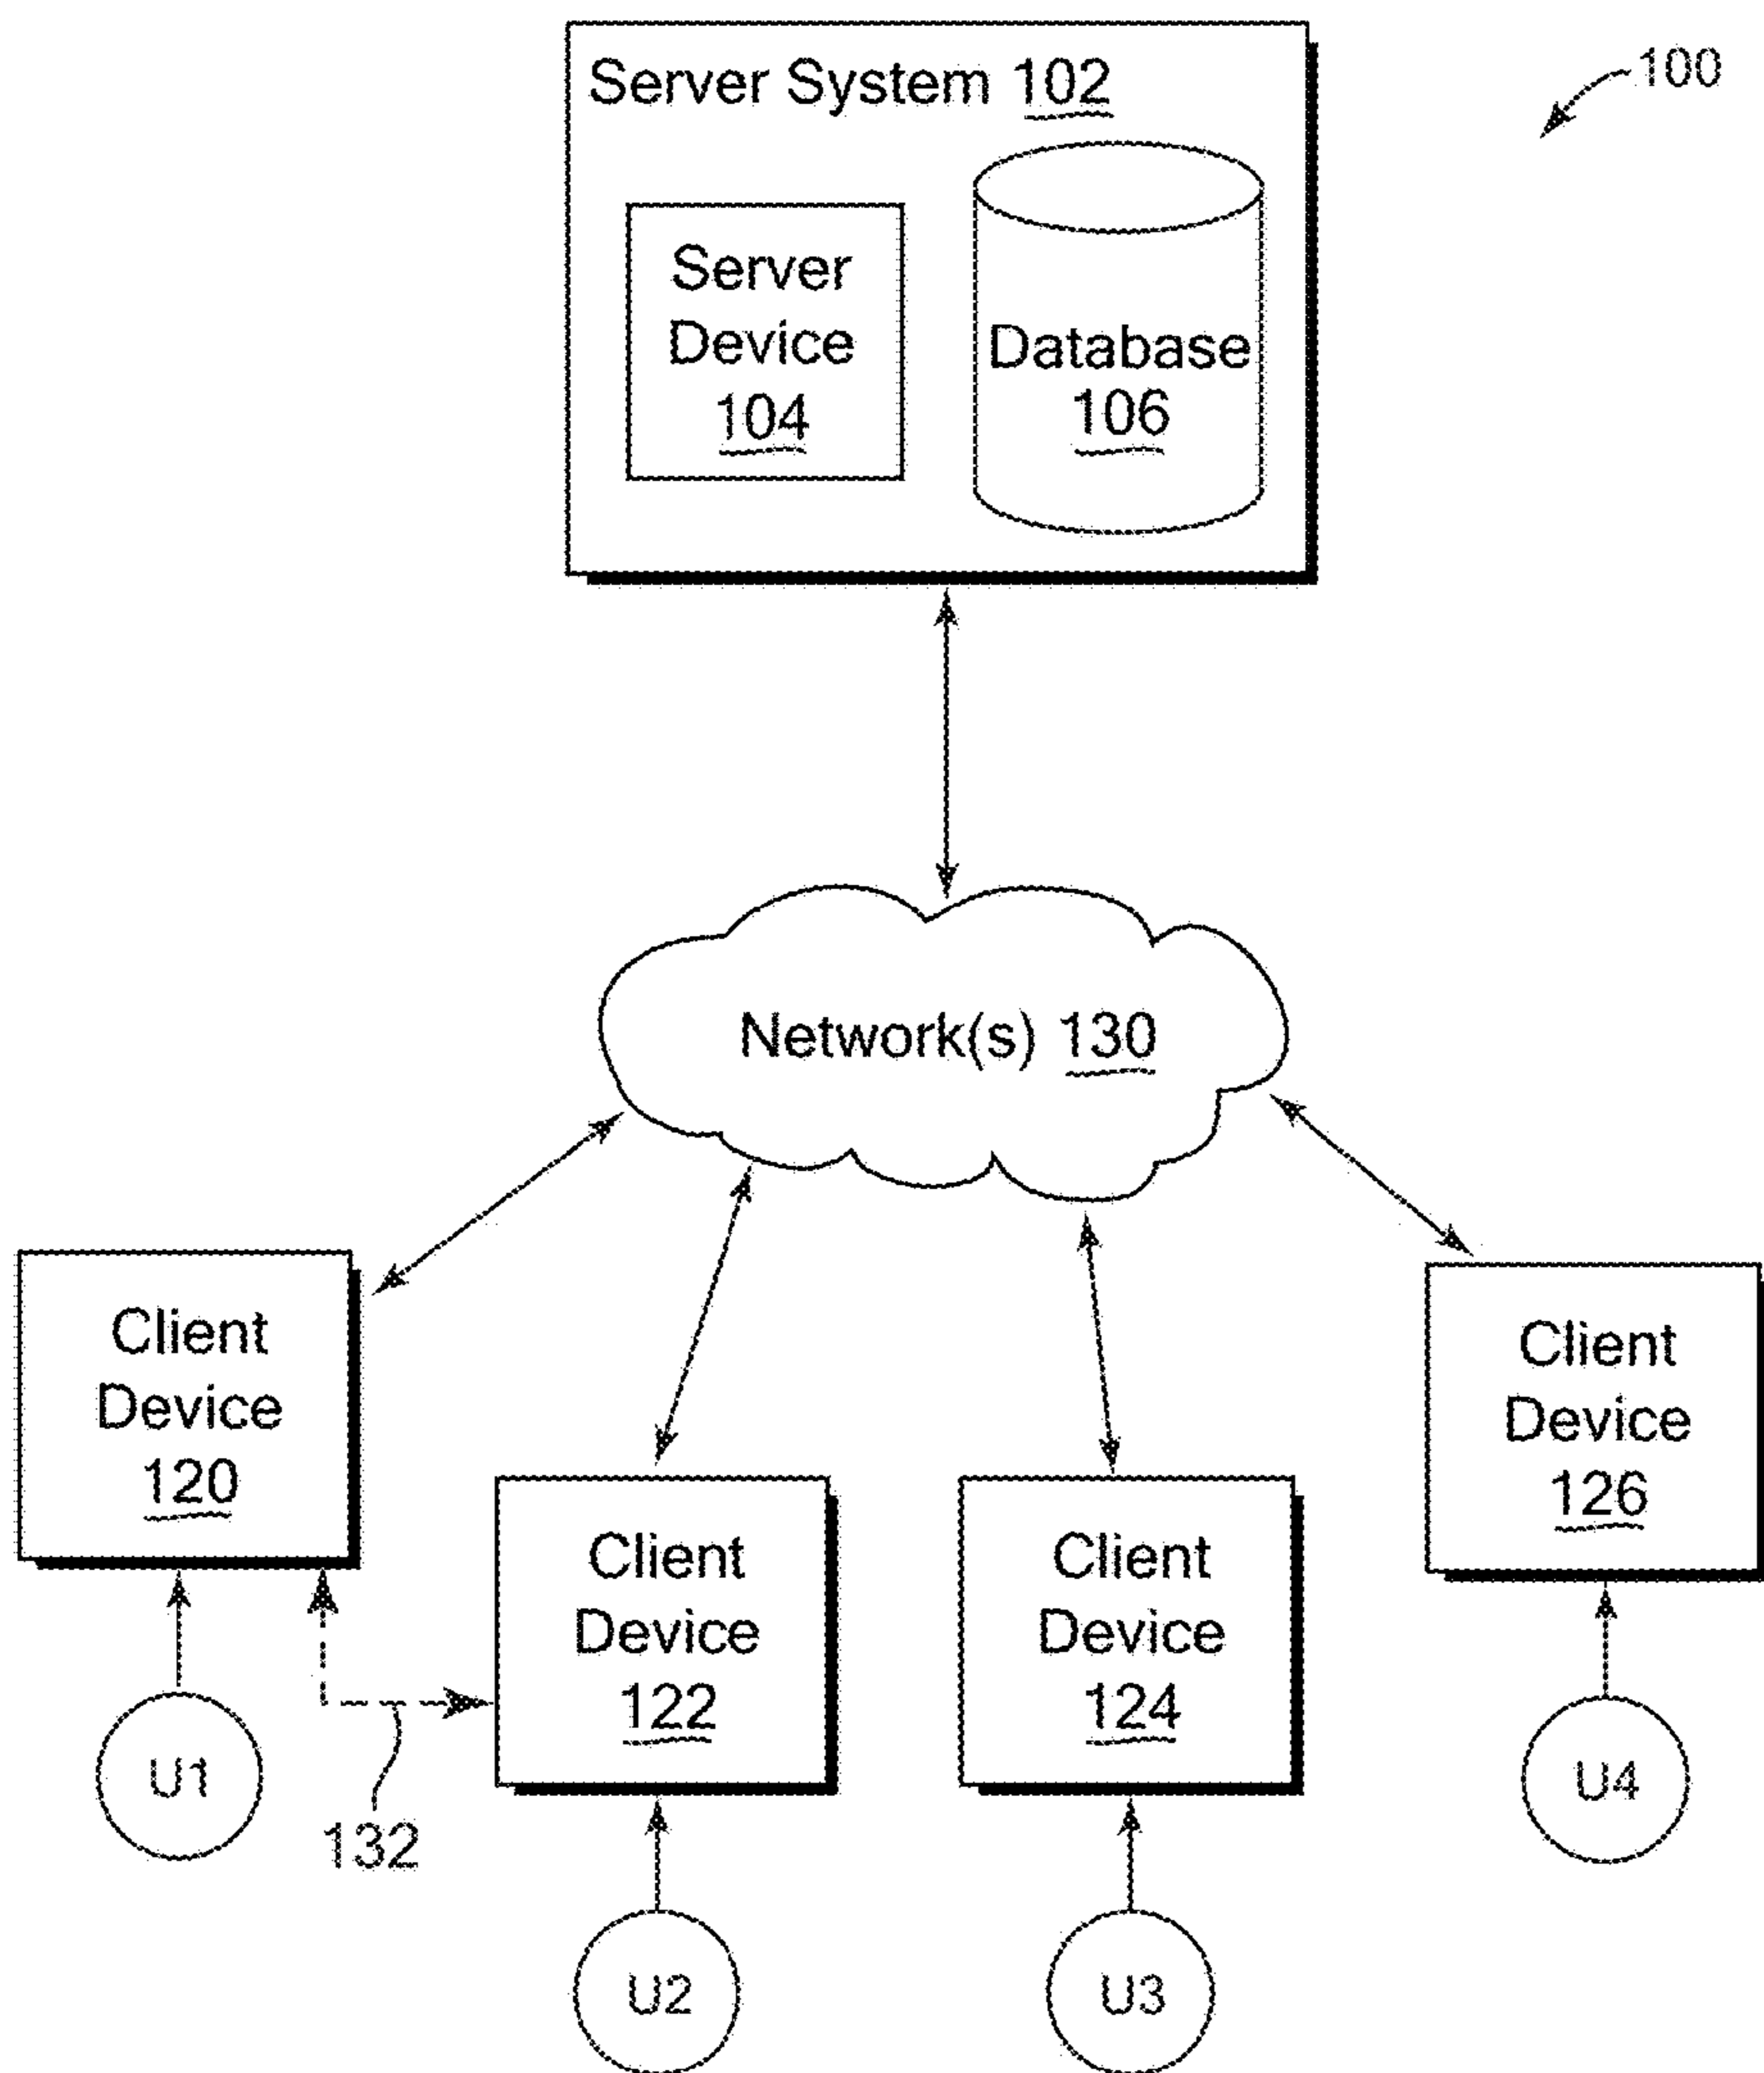 Server System 102
100
Server
Device
104
Database
106
Network(s) 130
Client
Device
120
Client
Device
122
Client
Device
124
Client
Device
126
U1
132
U2
U3
U4